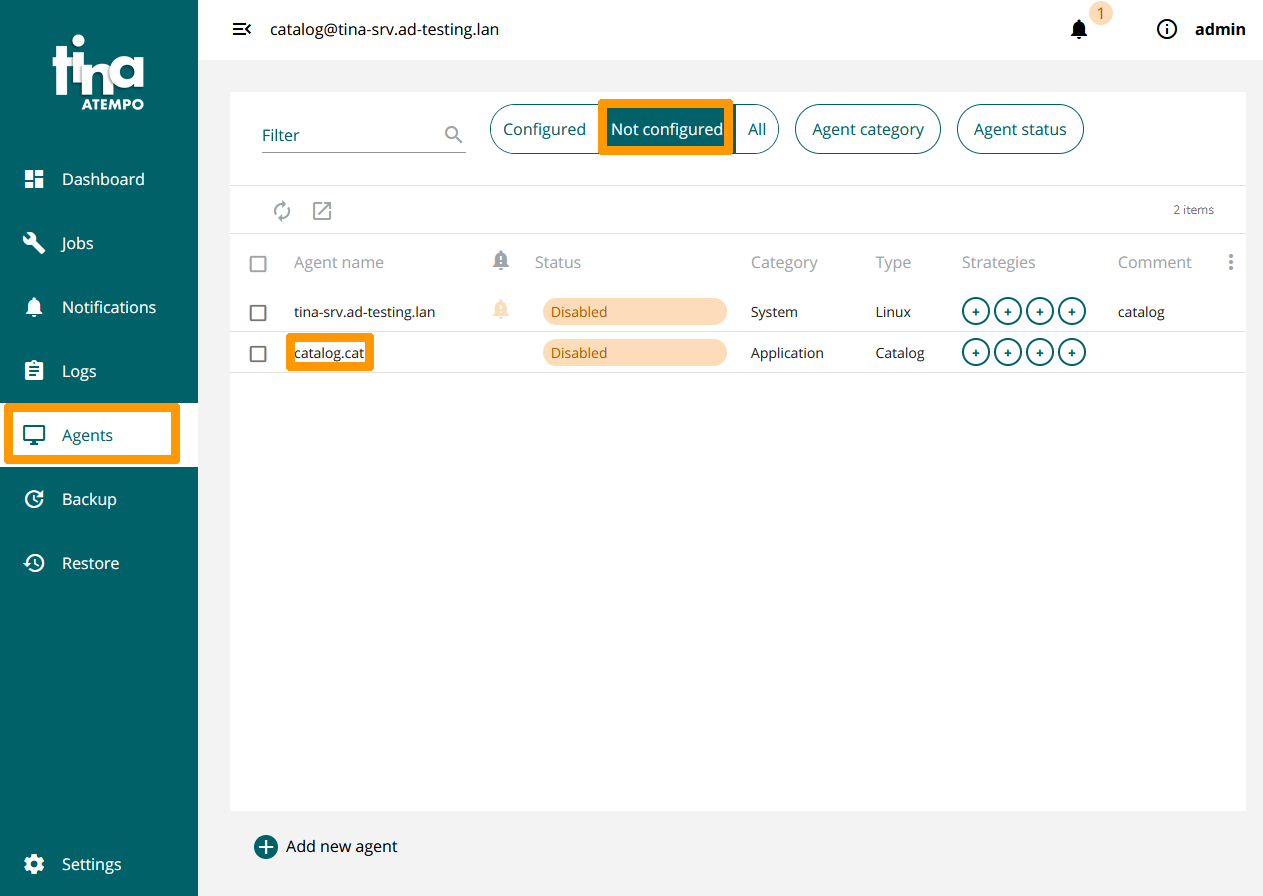 tina
ATEMPO
catalog@tina-srv.ad-testing.lan
1
admin
Dashboard
Jobs
Notifications
Logs
Agents
Backup
Restore
Settings
Filter
Configured Not configured All Agent category Agent status
2 items
Agent name Status Category Type Strategies Comment
tina-srv.ad-testing.lan Disabled System Linux + + + + catalog
catalog.cat Disabled Application Catalog + + + +
Add new agent